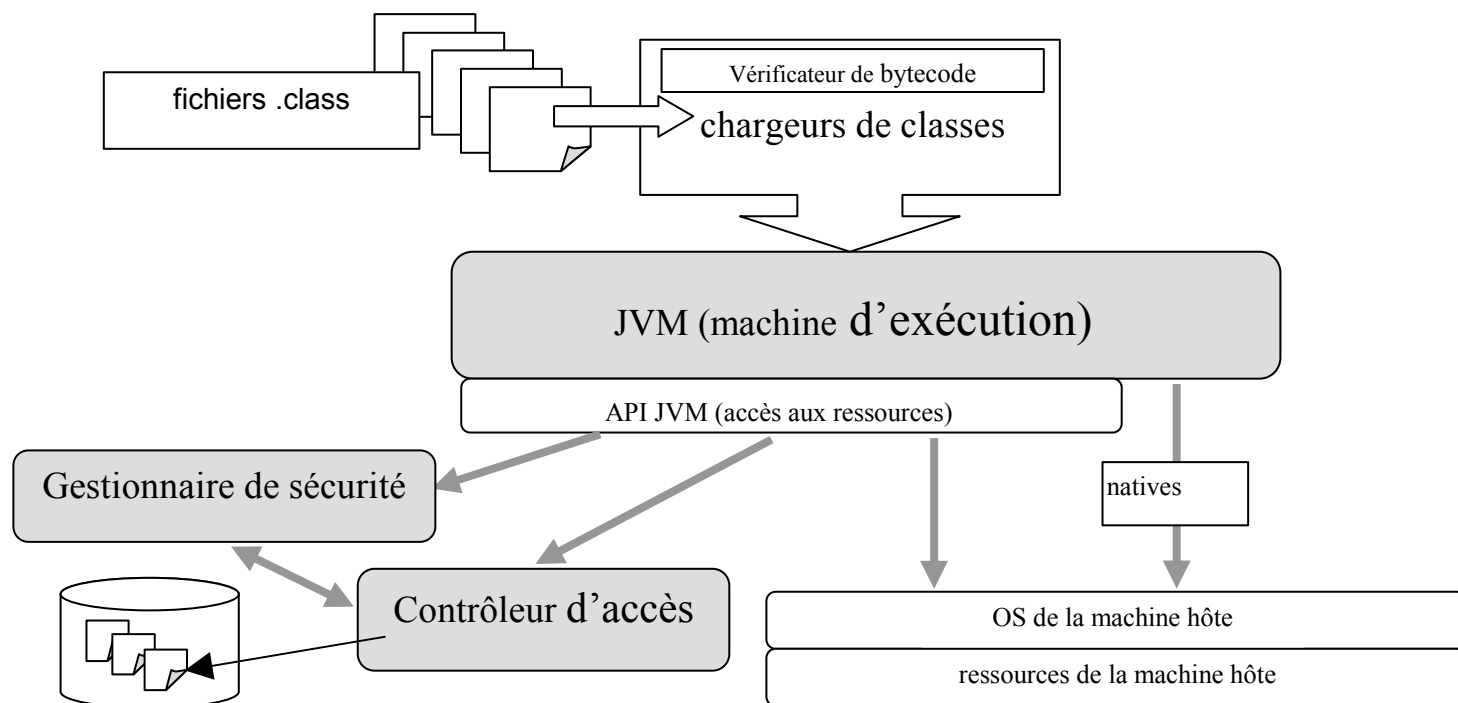 Vérificateur de bytecode
fichiers .class
chargeurs de classes
JVM (machine d’exécution)
API JVM (accès aux ressources)
Gestionnaire de sécurité
natives
Contrôleur d’accès
OS de la machine hôte
ressources de la machine hôte